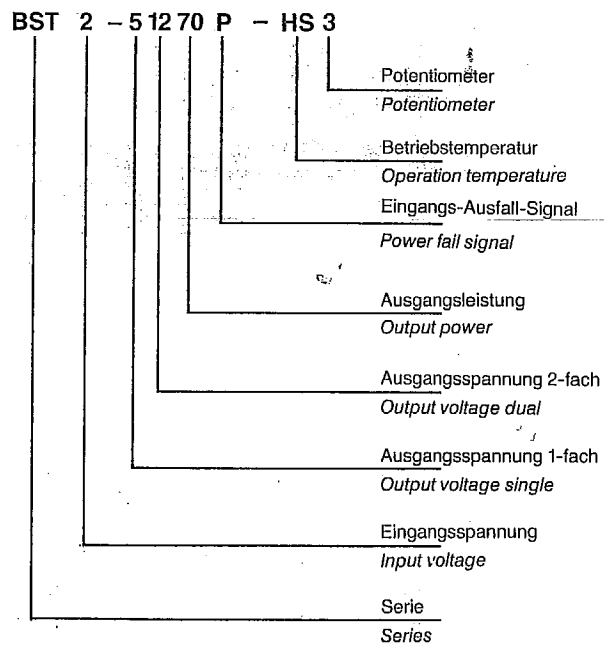 BST 2 - 5 12 70 P - HS 3
Potentiometer
Potentiometer
Betriebstemperatur
Operation temperature
Eingangs-Ausfall-Signal
Power fail signal
Ausgangsleistung
Output power
Ausgangsspannung 2-fach
Output voltage dual
Ausgangsspannung 1-fach
Output voltage single
Eingangsspannung
Input voltage
Serie
Series